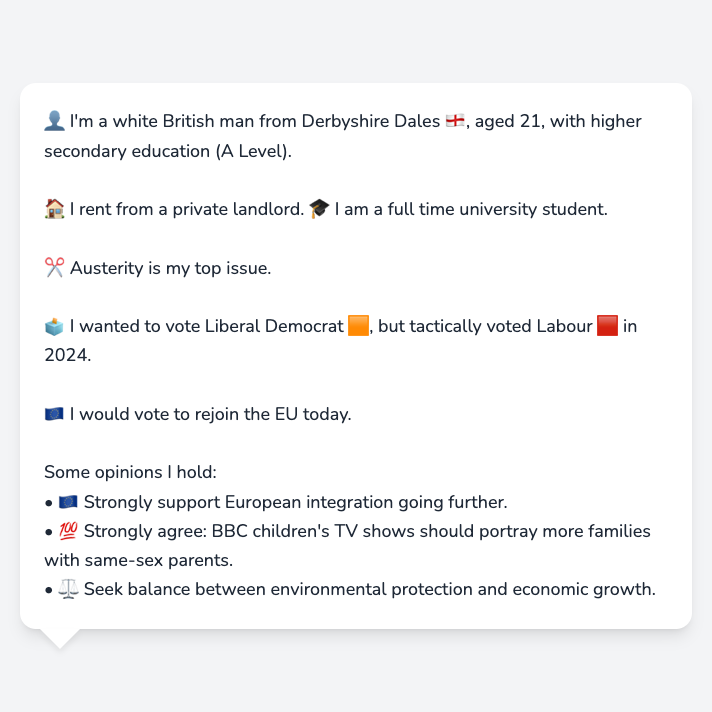 👤 I'm a white British man from Derbyshire Dales 🏴󠁧󠁢󠁥󠁮󠁧󠁿, aged 21, with higher
secondary education (A Level).
🏠 I rent from a private landlord. 🎓 I am a full time university student.
✂️ Austerity is my top issue.
🗳️ I wanted to vote Liberal Democrat 🟧, but tactically voted Labour 🟥 in
2024.
🇪🇺 I would vote to rejoin the EU today.
Some opinions I hold:
• 🇪🇺 Strongly support European integration going further.
• 💯 Strongly agree: BBC children's TV shows should portray more families
with same-sex parents.
• ⚖️ Seek balance between environmental protection and economic growth.